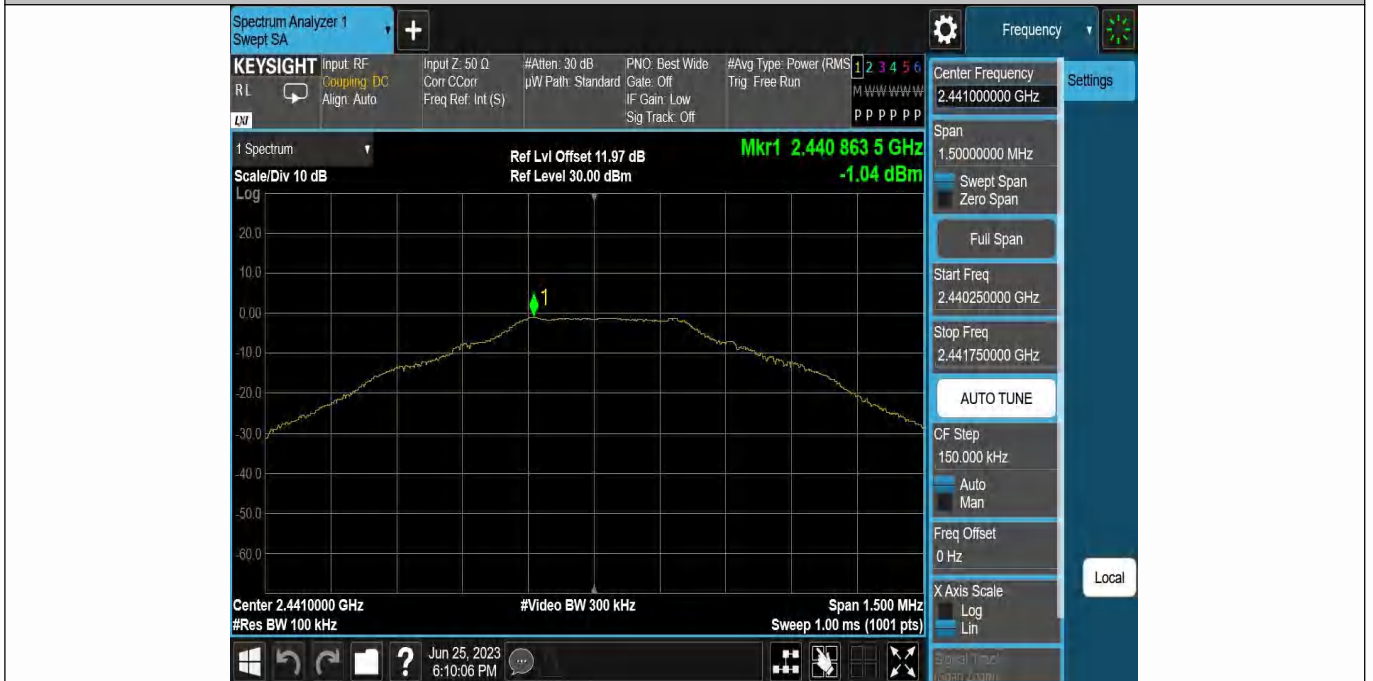 Spectrum Analyzer 1
Swept SA
+
Frequency
KEYSIGHT
RL
LXI
Input: RF
Coupling: DC
Align: Auto
Input Z: 50 Ω
Corr CCorr
Freq Ref: Int (S)
#Atten: 30 dB
µW Path: Standard
PNO: Best Wide
Gate: Off
IF Gain: Low
Sig Track: Off
#Avg Type: Power (RMS
Trig: Free Run
1 2 3 4 5 6
M W W W W W
P P P P P P
Center Frequency
2.441000000 GHz
Settings
Span
1.50000000 MHz
Swept Span
Zero Span
Full Span
Start Freq
2.440250000 GHz
Stop Freq
2.441750000 GHz
AUTO TUNE
CF Step
150.000 kHz
Auto
Man
Freq Offset
0 Hz
X Axis Scale
Log
Lin
Signal Track
(Span Zoom)
Local
1 Spectrum
Scale/Div 10 dB
Log
Ref Lvl Offset 11.97 dB
Ref Level 30.00 dBm
Mkr1 2.440 863 5 GHz
-1.04 dBm
20.0
10.0
0.00
-10.0
-20.0
-30.0
-40.0
-50.0
-60.0
1
Center 2.4410000 GHz
#Res BW 100 kHz
#Video BW 300 kHz
Span 1.500 MHz
Sweep 1.00 ms (1001 pts)
?
Jun 25, 2023
6:10:06 PM